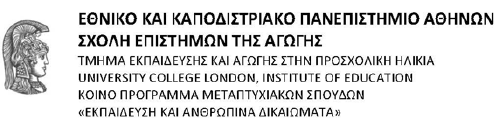 ΕΘΝΙΚΟ ΚΑΙ ΚΑΠΟΔΙΣΤΡΙΑΚΟ ΠΑΝΕΠΙΣΤΗΜΙΟ ΑΘΗΝΩΝ
ΣΧΟΛΗ ΕΠΙΣΤΗΜΩΝ ΤΗΣ ΑΓΩΓΗΣ
ΤΜΗΜΑ ΕΚΠΑΙΔΕΥΣΗΣ ΚΑΙ ΑΓΩΓΗΣ ΣΤΗΝ ΠΡΟΣΧΟΛΙΚΗ ΗΛΙΚΙΑ
UNIVERSITY COLLEGE LONDON, INSTITUTE OF EDUCATION
ΚΟΙΝΟ ΠΡΟΓΡΑΜΜΑ ΜΕΤΑΠΤΥΧΙΑΚΩΝ ΣΠΟΥΔΩΝ
«ΕΚΠΑΙΔΕΥΣΗ ΚΑΙ ΑΝΘΡΩΠΙΝΑ ΔΙΚΑΙΩΜΑΤΑ»